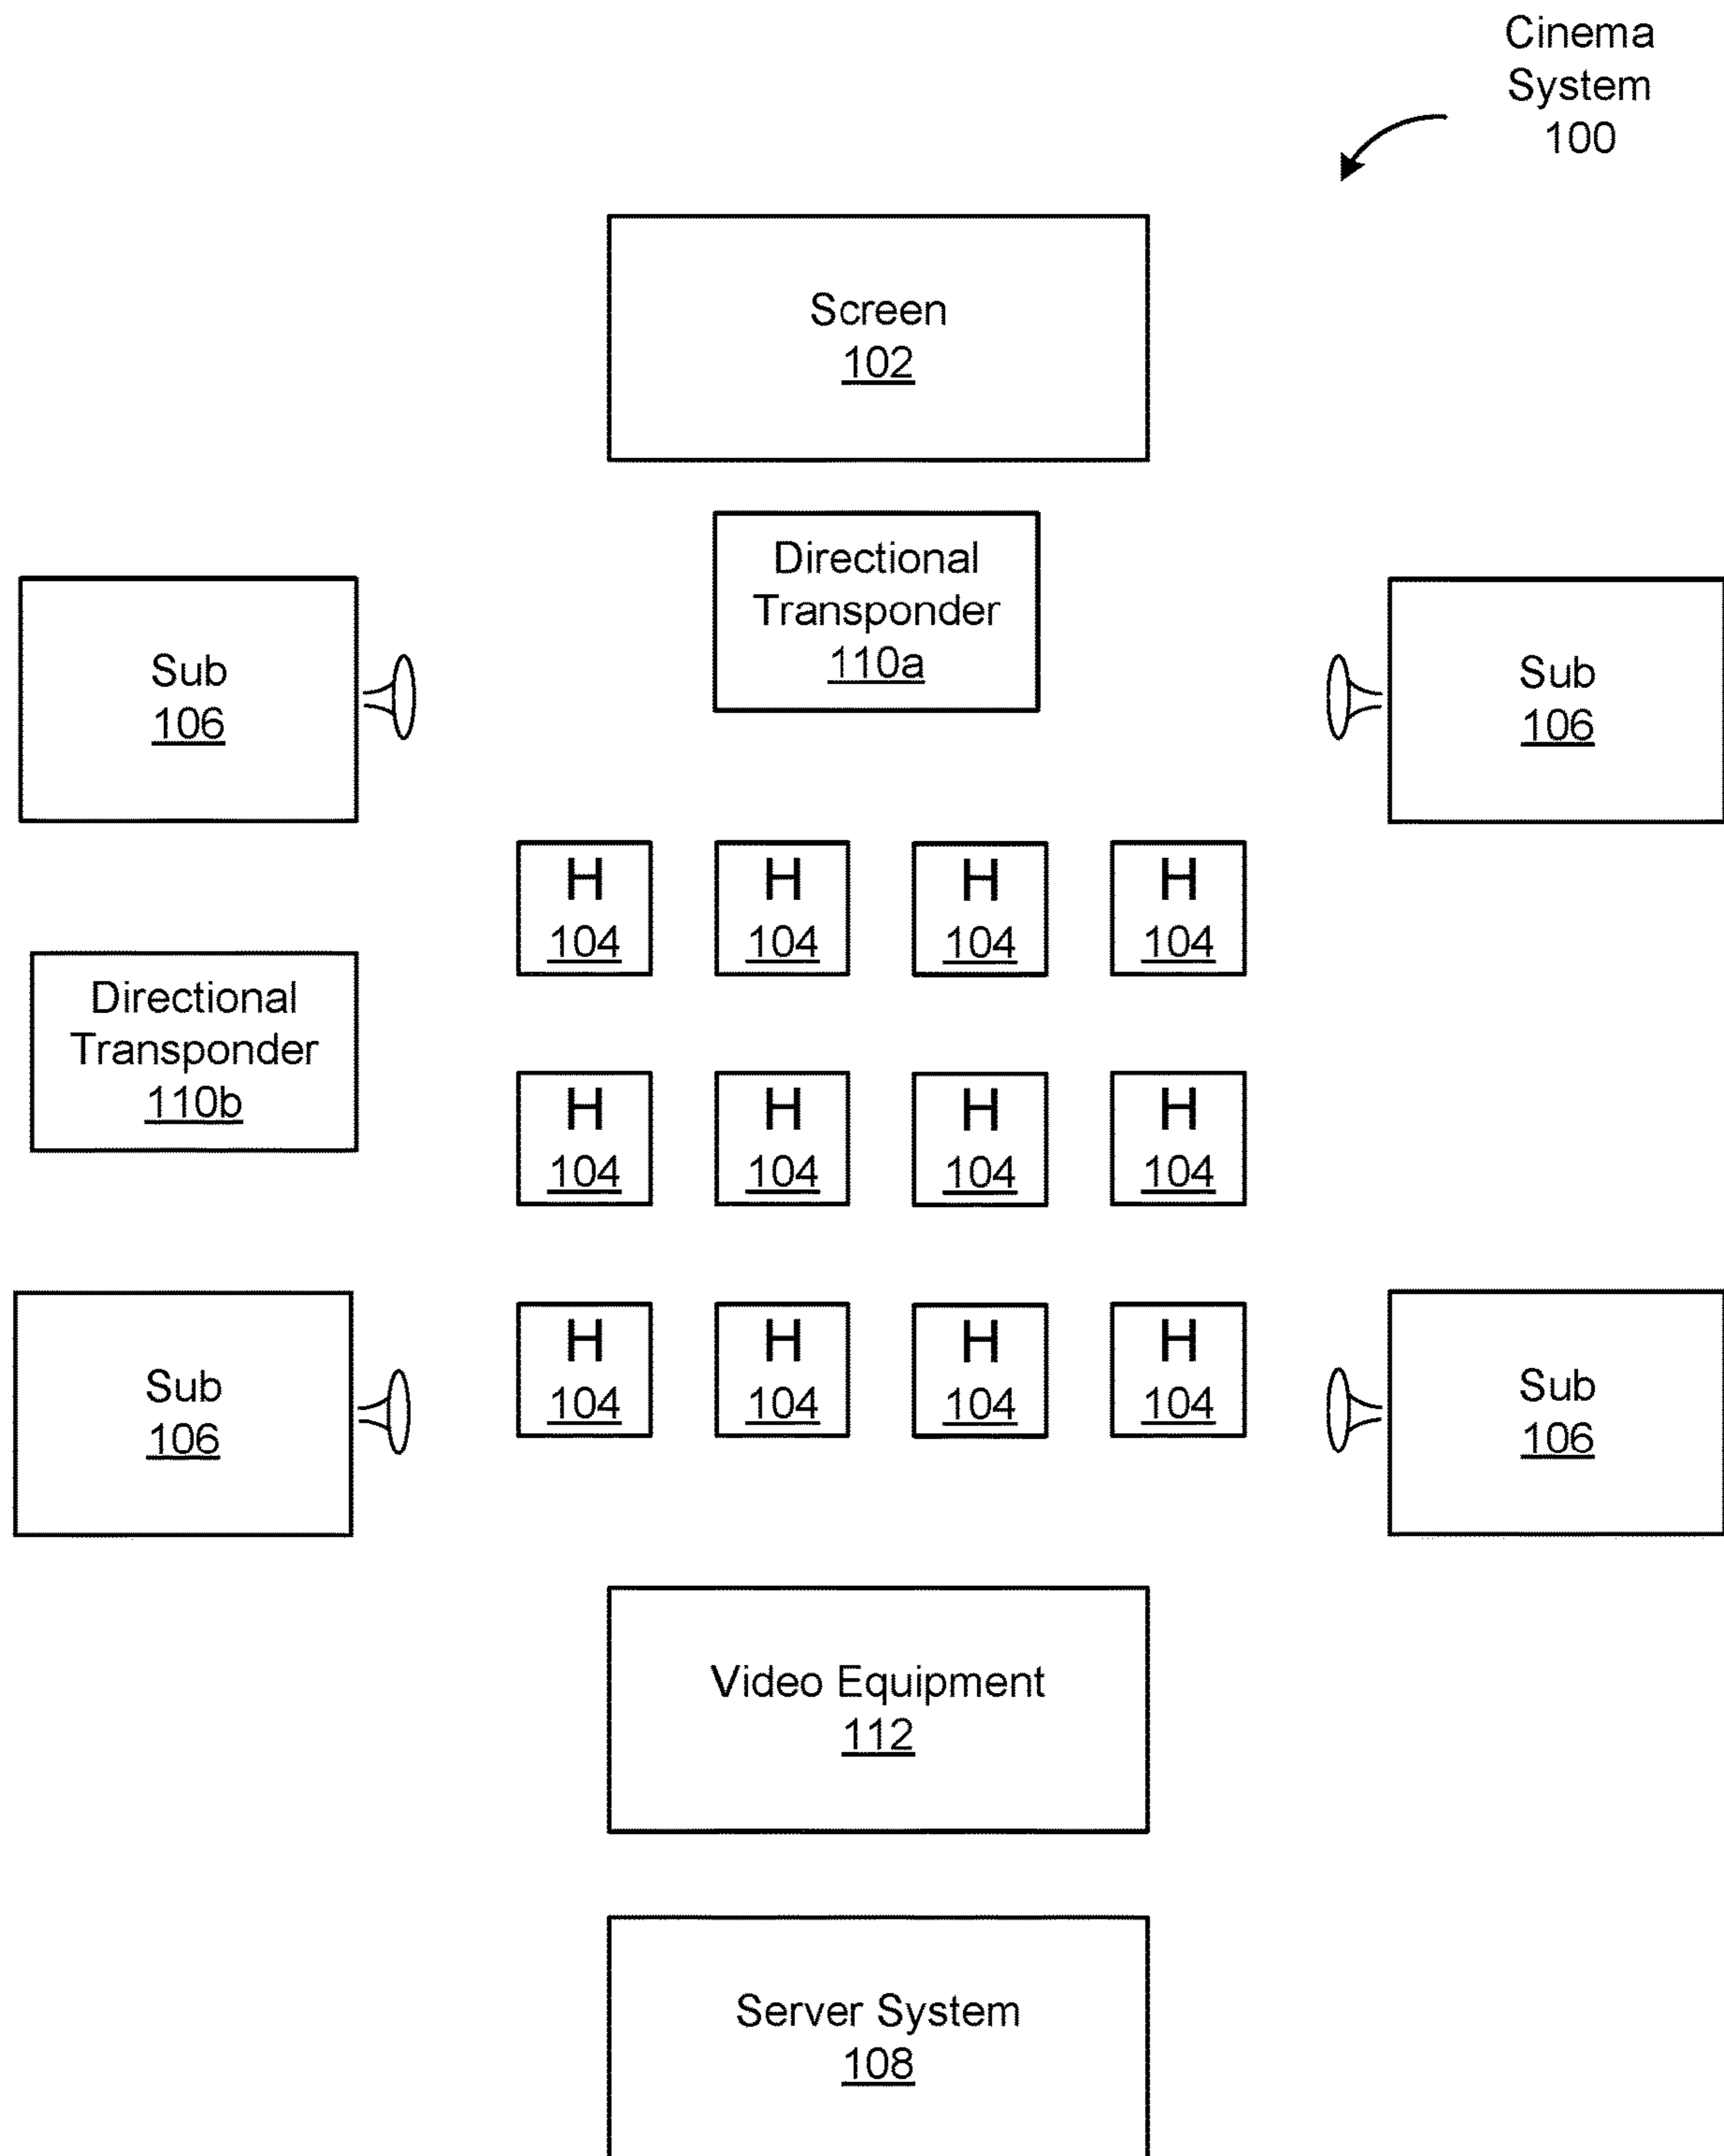 Cinema
System
100
Screen
102
Directional
Transponder
110a
Sub
106
Sub
106
H
H
H
H
104
104
104
104
Directional
Transponder
110b
H
H
H
H
104
104
104
104
H
H
H
H
104
104
104
104
Sub
106
Sub
106
Video Equipment
112
Server System
108